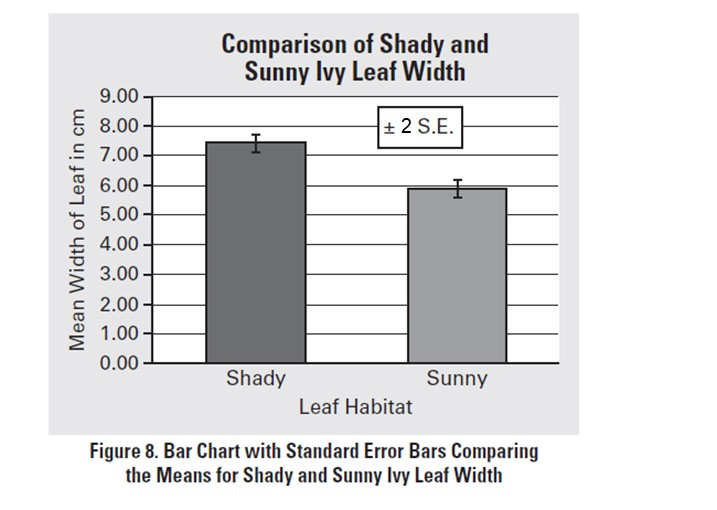 Comparison of Shady and
Sunny Ivy Leaf Width
± 2 S.E.
Mean Width of Leaf in cm
9.00
8.00
7.00
6.00
5.00
4.00
3.00
2.00
1.00
0.00
Shady
Sunny
Leaf Habitat
Figure 8. Bar Chart with Standard Error Bars Comparing
the Means for Shady and Sunny Ivy Leaf Width